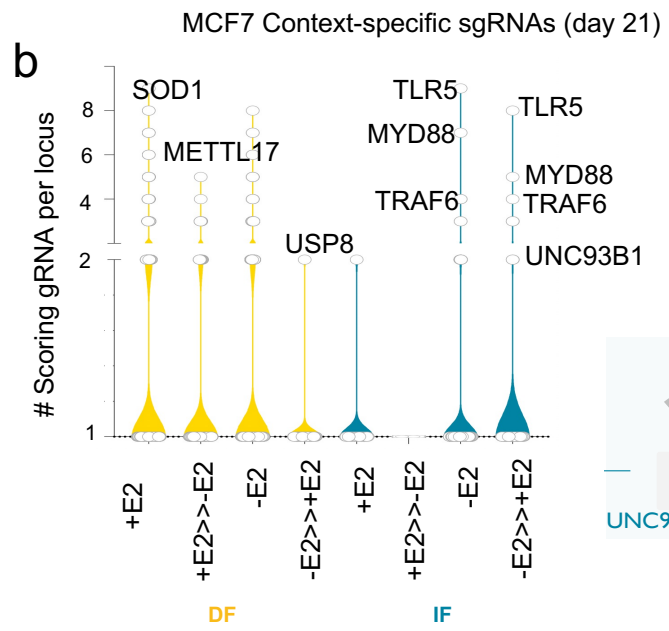 MCF7 Context-specific sgRNAs (day 21)
b
# Scoring gRNA per locus
8
6
4
2
1
SOD1
METTL17
USP8
TLR5
MYD88
TRAF6
TLR5
MYD88
TRAF6
UNC93B1
UNC9
+E2
+E2>>-E2
-E2
-E2>>+E2
+E2
+E2>>-E2
-E2
-E2>>+E2
DF
IF